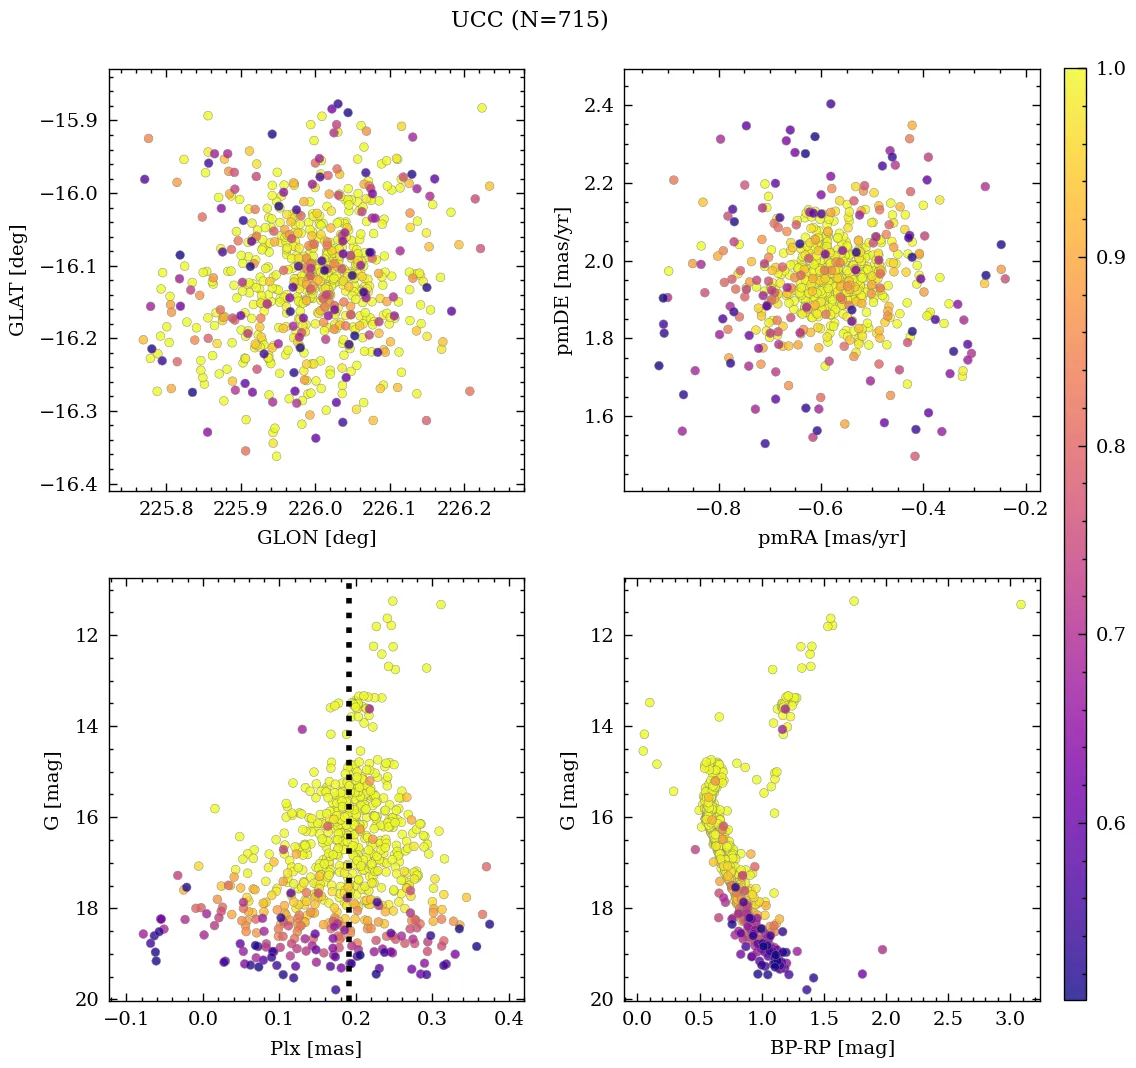 UCC (N=715)
−15.9
−16.0
−16.1
−16.2
−16.3
−16.4
GLAT [deg]
225.8 225.9 226.0 226.1 226.2
GLON [deg]
2.4
2.2
2.0
1.8
1.6
pmDE [mas/yr]
−0.8 −0.6 −0.4 −0.2
pmRA [mas/yr]
12
14
16
18
20
G [mag]
−0.1 0.0 0.1 0.2 0.3 0.4
Plx [mas]
12
14
16
18
20
G [mag]
0.0 0.5 1.0 1.5 2.0 2.5 3.0
BP-RP [mag]
1.0
0.9
0.8
0.7
0.6